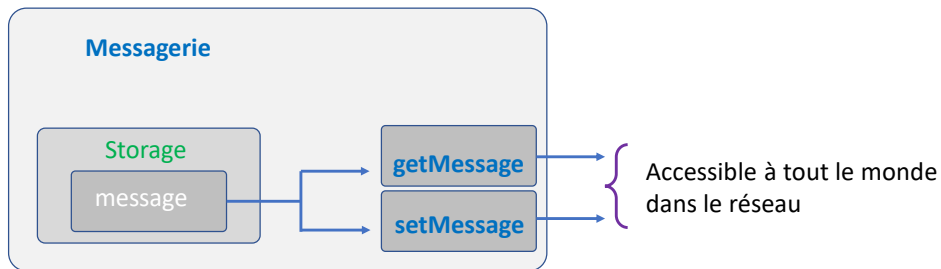 Messagerie
Storage
message
getMessage
setMessage
Accessible à tout le monde
dans le réseau